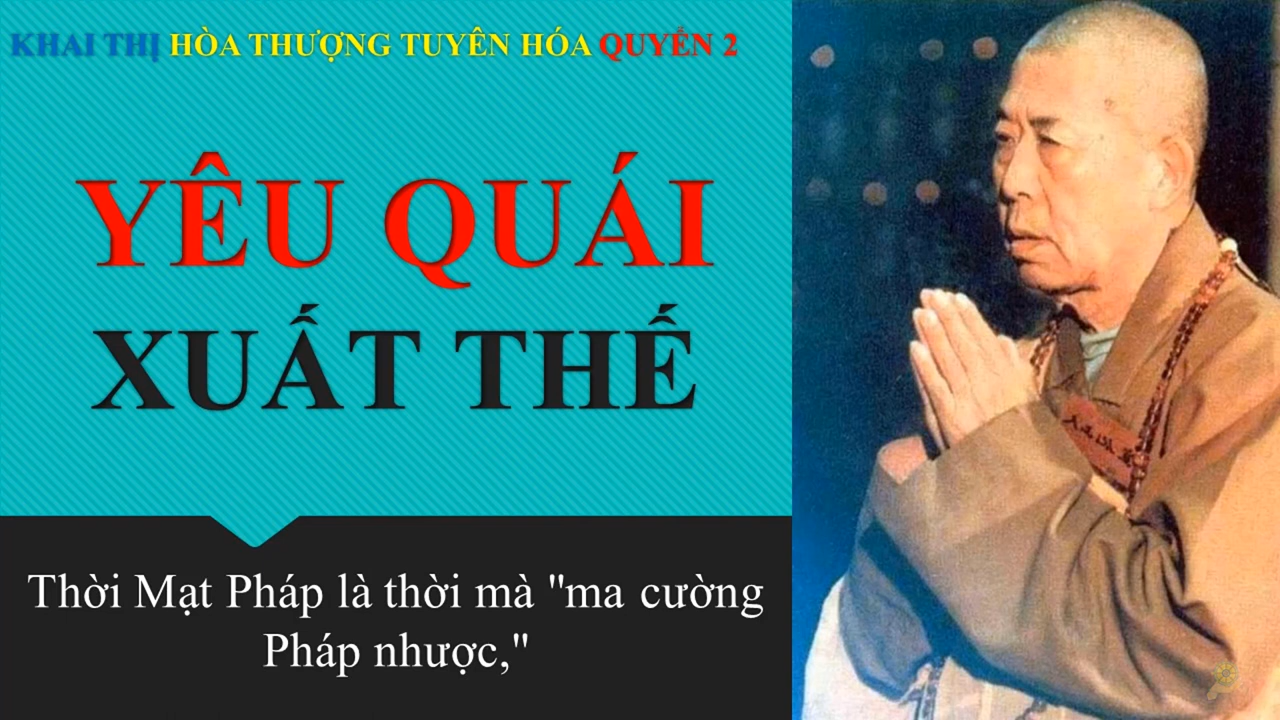 KHAI THỊ HÒA THƯỢNG TUYÊN HÓA QUYỂN 2
YÊU QUÁI
XUẤT THẾ
Thời Mạt Pháp là thời mà "ma cường
Pháp nhược,"